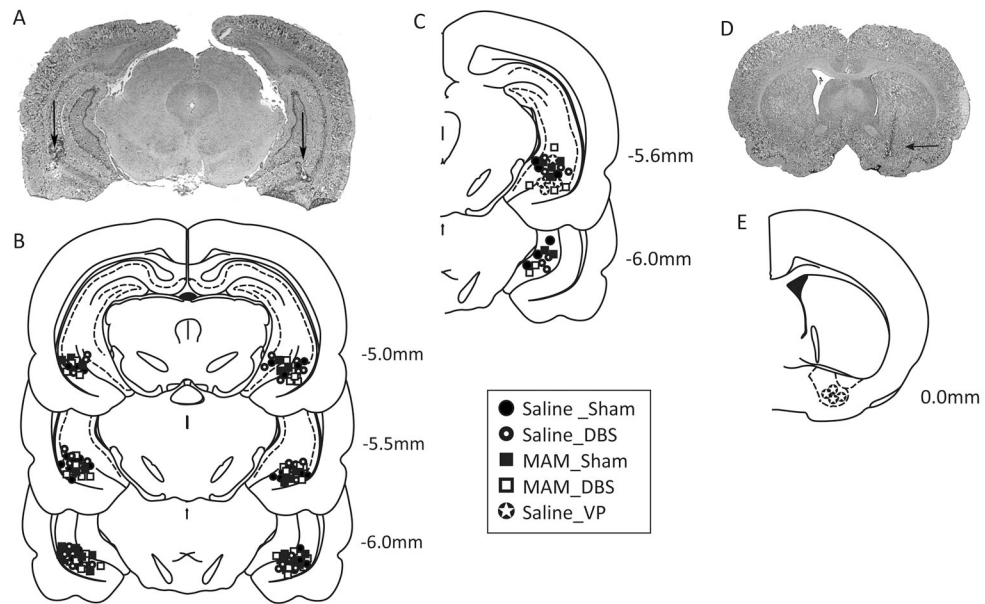 A
C
D
-5.6mm
B
E
-6.0mm
-5.0mm
0.0mm
Saline _Sham
Saline_DBS
-5.5mm
MAM_Sham
MAM_DBS
Saline_VP
-6.0mm